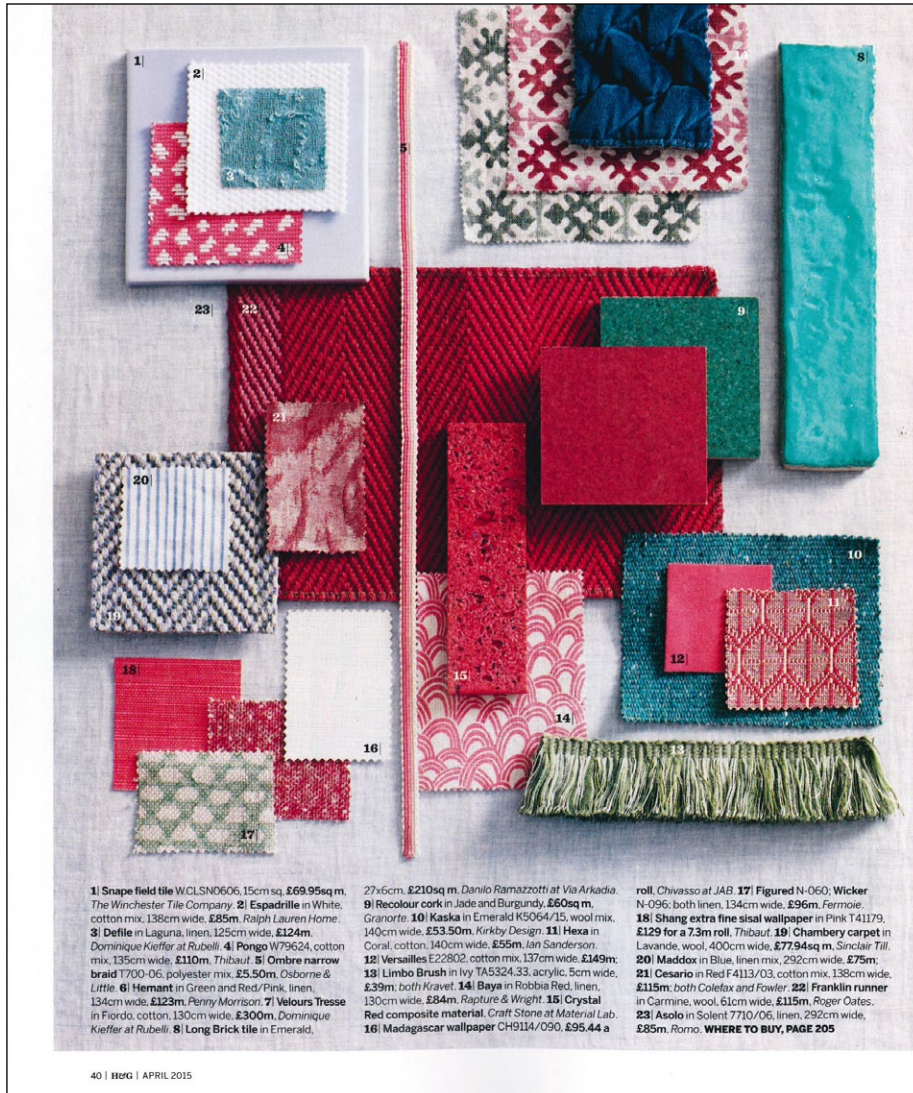 1|
2|
3
4|
5
8|
9
23|
22
21
20|
19|
10
11
12|
18
15
14|
13
16
17|
1| Snape field tile W.CLSN0606, 15cm sq, £69.95sq m,
The Winchester Tile Company. 2| Espadrille in White,
cotton mix, 138cm wide, £85m, Ralph Lauren Home.
3| Defile in Laguna, linen, 125cm wide, £124m,
Dominique Kieffer at Rubelli. 4| Pongo W79624, cotton
mix, 135cm wide, £110m, Thibaut. 5| Ombre narrow
braid T700-06, polyester mix, £5.50m, Osborne &
Little. 6| Hemant in Green and Red/Pink, linen,
134cm wide, £123m, Penny Morrison. 7| Velours Tresse
in Fiordo, cotton, 130cm wide, £300m, Dominique
Kieffer at Rubelli. 8| Long Brick tile in Emerald,
27x6cm, £210sq m, Danilo Ramazzotti at Via Arkadia.
9| Recolour cork in Jade and Burgundy, £60sq m,
Granorte. 10| Kaska in Emerald K5064/15, wool mix,
140cm wide, £53.50m, Kirkby Design. 11| Hexa in
Coral, cotton, 140cm wide, £55m, Ian Sanderson.
12| Versailles E22802, cotton mix, 137cm wide, £149m;
13| Limbo Brush in Ivy TA5324.33, acrylic, 5cm wide,
£39m; both Kravet. 14| Baya in Robbia Red, linen,
130cm wide, £84m, Rapture & Wright. 15| Crystal
Red composite material, Craft Stone at Material Lab.
16| Madagascar wallpaper CH9114/090, £95.44 a
roll, Chivasso at JAB. 17| Figured N-060; Wicker
N-096; both linen, 134cm wide, £96m, Fermoie.
18| Shang extra fine sisal wallpaper in Pink T41179,
£129 for a 7.3m roll, Thibaut. 19| Chambery carpet in
Lavande, wool, 400cm wide, £77.94sq m, Sinclair Till.
20| Maddox in Blue, linen mix, 292cm wide, £75m;
21| Cesario in Red F4113/03, cotton mix, 138cm wide,
£115m; both Colefax and Fowler. 22| Franklin runner
in Carmine, wool, 61cm wide, £115m, Roger Oates.
23| Asolo in Solent 7710/06, linen, 292cm wide,
£85m, Romo. WHERE TO BUY, PAGE 205
40 | H&G | APRIL 2015